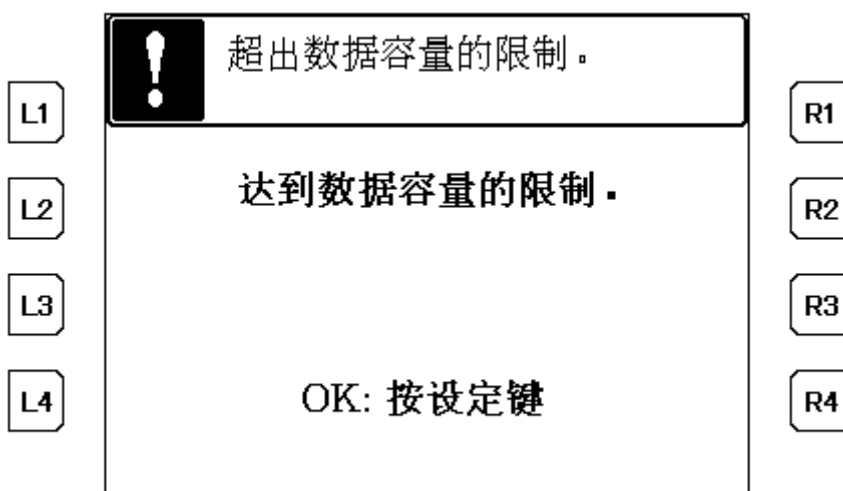 超出数据容量的限制。
L1
R1
达到数据容量的限制.
L2
R2
L3
R3
OK: 按设定键
L4
R4